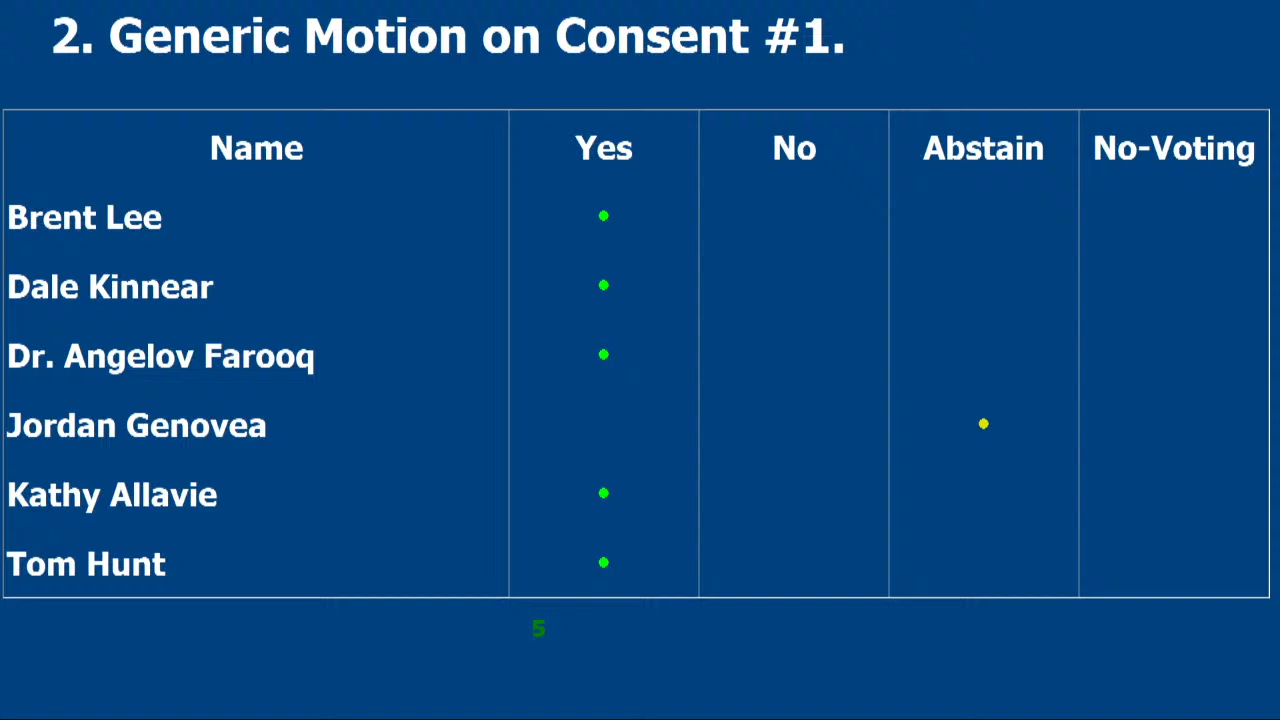 2. Generic Motion on Consent #1.
Name Yes No Abstain No-Voting
Brent Lee
Dale Kinnear
Dr. Angelov Farooq
Jordan Genovea
Kathy Allavie
Tom Hunt
5